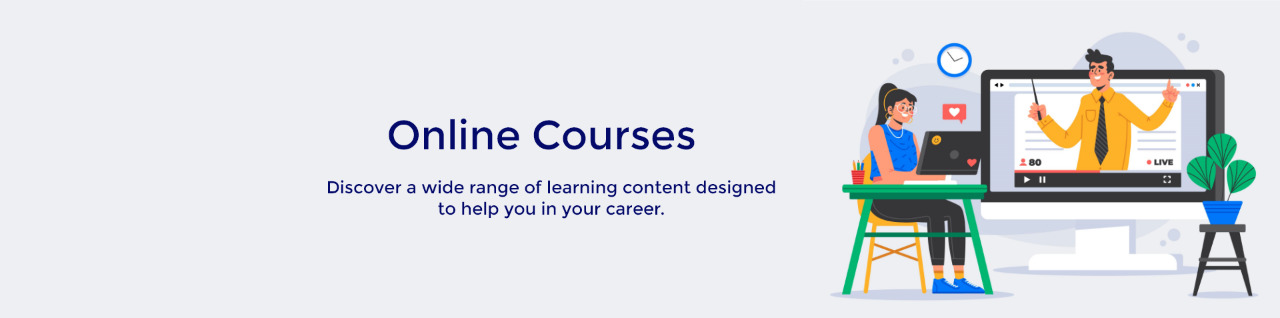 Online Courses
Discover a wide range of learning content designed
to help you in your career.
80
LIVE